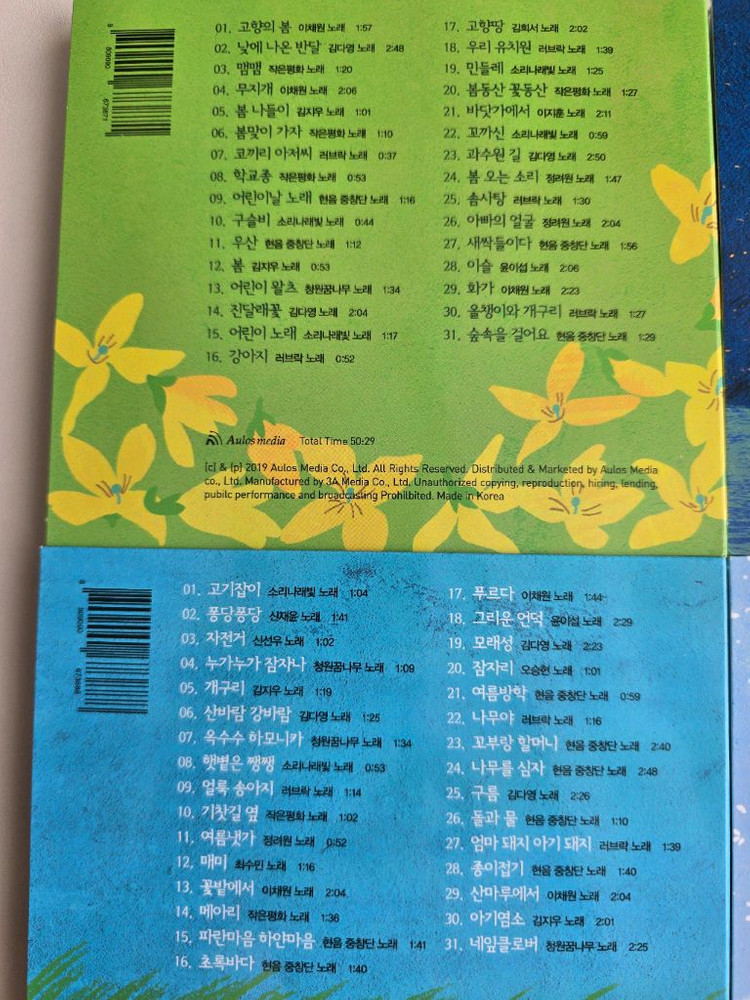 01. 고향의 봄 이채원 노래 1:57
02. 낮에 나온 반달 김다영 노래 2:48
03. 맴맴 작은평화 노래 1:20
04. 무지개 이채원 노래 2:06
05. 봄 나들이 김지우 노래 1:01
06. 봄맞이 가자 작은평화 노래 1:10
07. 코끼리 아저씨 러브락 노래 0:37
08. 학교종 작은평화 노래 0:53
09. 어린이날 노래 현음 중창단 노래 1:16
10. 구슬비 소리나래빛 노래 0:44
11. 우산 현음 중창단 노래 1:12
12. 봄 김지우 노래 0:53
13. 어린이 왈츠 청원꿈나무 노래 1:34
14. 진달래꽃 김다영 노래 2:04
15. 어린이 노래 소리나래빛 노래 1:17
16. 강아지 러브락 노래 0:52
17. 고향땅 김희서 노래 2:02
18. 우리 유치원 러브락 노래 1:39
19. 민들레 소리나래빛 노래 1:25
20. 봄동산 꽃동산 작은평화 노래 1:27
21. 바닷가에서 이지훈 노래 2:11
22. 꼬까신 소리나래빛 노래 0:59
23. 과수원 길 김다영 노래 2:50
24. 봄 오는 소리 정려원 노래 1:47
25. 솜사탕 러브락 노래 1:30
26. 아빠의 얼굴 정려원 노래 2:04
27. 새싹들이다 현음 중창단 노래 1:56
28. 이슬 윤이섭 노래 2:06
29. 화가 이채원 노래 2:23
30. 올챙이와 개구리 러브락 노래 1:27
31. 숲속을 걸어요 현음 중창단 노래 1:29
Aulos media Total Time 50:29
[c] & [p] 2019 Aulos Media Co,. Ltd. All Rights Reserved. Distributed & Marketed by Aulos Media
co,. Ltd. Manufactured by 3A Media Co., Ltd. Unauthorized copying, reproduction, hiring, lending,
pubilc performance and broadcasting Prohilbited. Made in Korea
01. 고기잡이 소리나래빛 노래 1:04
02. 퐁당퐁당 신재윤 노래 1:41
03. 자전거 신선우 노래 1:02
04. 누가누가 잠자나 청원꿈나무 노래 1:09
05. 개구리 김지우 노래 1:19
06. 산바람 강바람 김다영 노래 1:25
07. 옥수수 하모니카 청원꿈나무 노래 1:34
08. 햇볕은 쨍쨍 소리나래빛 노래 0:53
09. 얼룩 송아지 러브락 노래 1:14
10. 기찻길 옆 작은평화 노래 1:02
11. 여름냇가 정려원 노래 0:52
12. 매미 최수민 노래 1:16
13. 꽃밭에서 이채원 노래 2:04
14. 메아리 작은평화 노래 1:36
15. 파란마음 하얀마음 현음 중창단 노래 1:41
16. 초록바다 현음 중창단 노래 1:40
17. 푸르다 이채원 노래 1:44
18. 그리운 언덕 윤이섭 노래 2:29
19. 모래성 김다영 노래 2:23
20. 잠자리 오승현 노래 1:01
21. 여름방학 현음 중창단 노래 0:59
22. 나무야 러브락 노래 1:16
23. 꼬부랑 할머니 현음 중창단 노래 2:40
24. 나무를 심자 현음 중창단 노래 2:48
25. 구름 김다영 노래 2:26
26. 돌과 물 현음 중창단 노래 1:10
27. 엄마 돼지 아기 돼지 러브락 노래 1:39
28. 종이접기 현음 중창단 노래 1:40
29. 산마루에서 이채원 노래 2:04
30. 아기염소 김지우 노래 2:01
31. 네잎클로버 청원꿈나무 노래 2:25